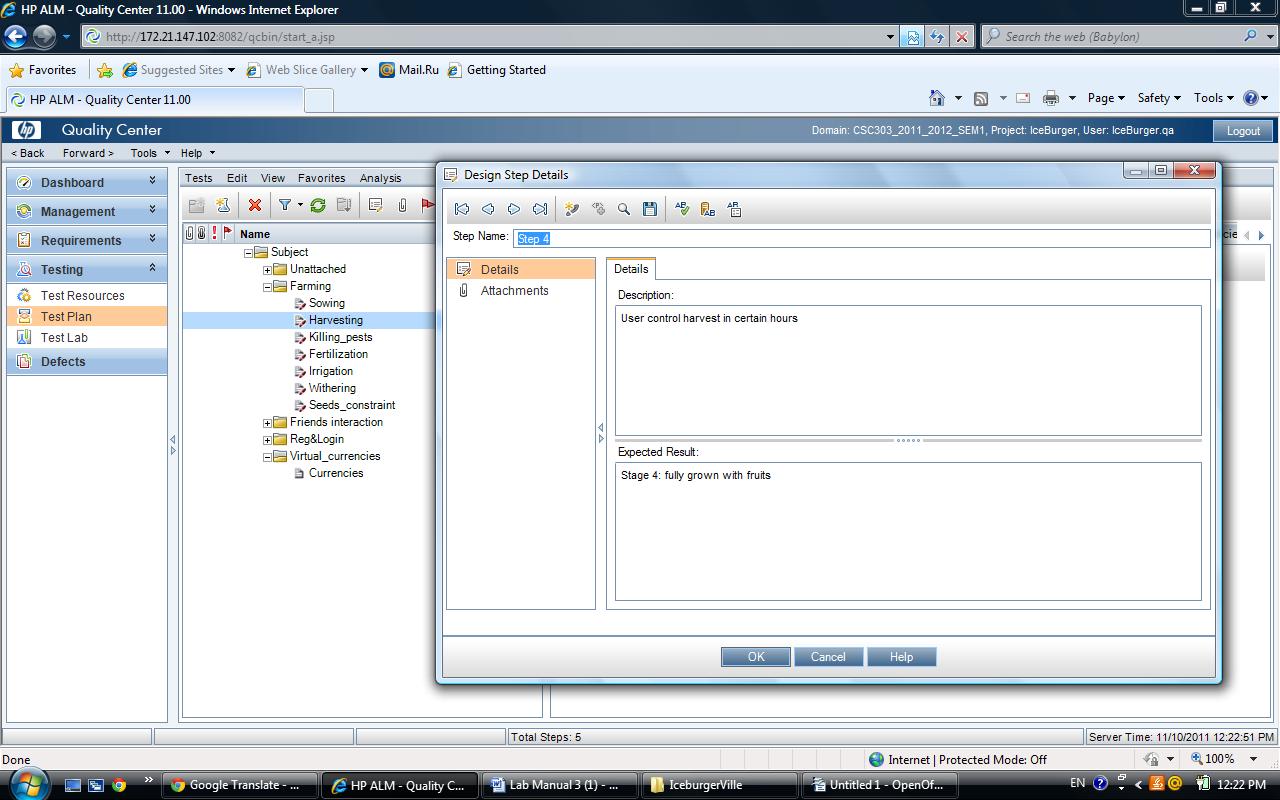 HP ALM - Quality Center 11.00 - Windows Internet Explorer
http://172.21.147.102:8082/qcbin/start_a.jsp
Search the web (Babylon)
Favorites Suggested Sites Web Slice Gallery Mail.Ru Getting Started
HP ALM - Quality Center 11.00
Page Safety Tools
hp Quality Center
Domain: CSC303_2011_2012_SEM1, Project: IceBurger, User: IceBurger.qa
Logout
< Back Forward > Tools Help
Dashboard
Management
Requirements
Testing
Test Resources
Test Plan
Test Lab
Defects
Tests Edit View Favorites Analysis
Name
Subject
Unattached
Farming
Sowing
Harvesting
Killing_pests
Fertilization
Irrigation
Withering
Seeds_constraint
Friends interaction
Reg&Login
Virtual_currencies
Currencies
Design Step Details
Step Name: Step 4
Details
Attachments
Details
Description:
User control harvest in certain hours
Expected Result:
Stage 4: fully grown with fruits
OK Cancel Help
cie
Total Steps: 5
Server Time: 11/10/2011 12:22:51 PM
Done
Internet | Protected Mode: Off
100%
Google Translate - ...
HP ALM - Quality C...
Lab Manual 3 (1) - ...
IceburgerVille
Untitled 1 - OpenOf...
EN
12:22 PM